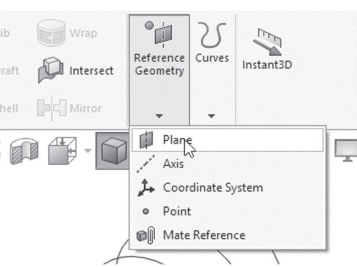 ib
Wrap
Reference Geometry
Curves
Instant3D
raft
Intersect
hell
Mirror
Plane
Axis
Coordinate System
Point
Mate Reference